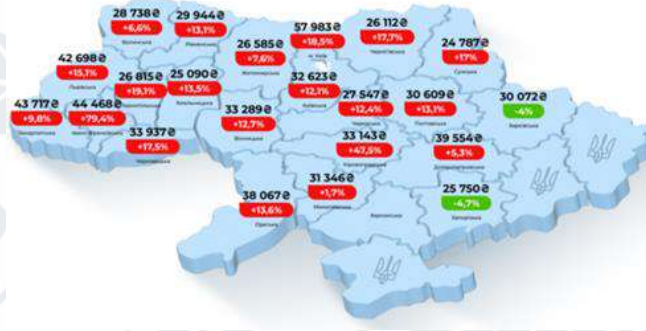 28 738 ₴
+6,6%
Волинська
29 944 ₴
+13,1%
Рівненська
26 585 ₴
+7,6%
Житомирська
57 983 ₴
+18,5%
м. Київ
26 112 ₴
+17,7%
Чернігівська
24 787 ₴
+17%
Сумська
42 698 ₴
+15,1%
Львівська
26 815 ₴
+19,1%
Тернопільська
25 090 ₴
+13,5%
Хмельницька
32 623 ₴
+12,1%
Київська
27 547 ₴
+12,4%
Черкаська
30 609 ₴
+13,1%
Полтавська
30 072 ₴
-4%
Харківська
43 717 ₴
+9,8%
Закарпатська
44 468 ₴
+79,4%
Івано-Франківська
33 937 ₴
+17,5%
Чернівецька
33 289 ₴
+12,7%
Вінницька
33 143 ₴
+47,5%
Кіровоградська
39 554 ₴
+5,3%
Дніпропетровська
38 067 ₴
+13,6%
Одеська
31 346 ₴
+1,7%
Миколаївська
Херсонська
25 750 ₴
-4,7%
Запорізька